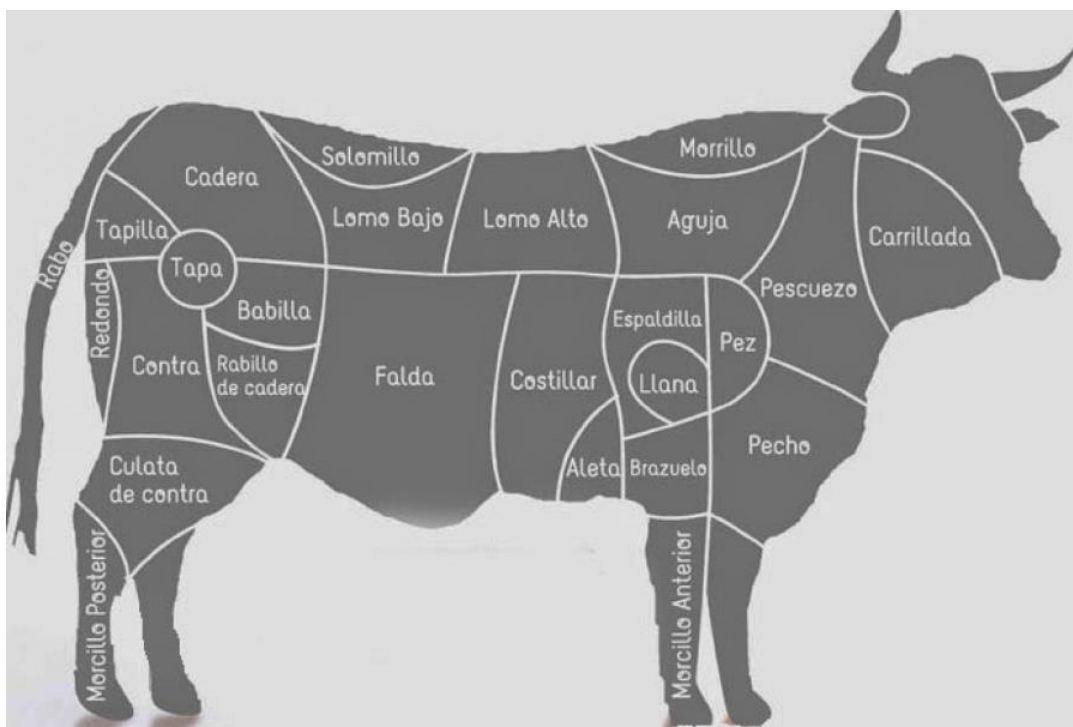 Solomillo
Morrillo
Cadera
Lomo Bajo
Lomo Alto
Aguja
Carrillada
Tapilla
Rabo
Tapa
Redondo
Babilla
Pescuezo
Espaldilla
Pez
Contra
Rabillo
de cadera
Falda
Costillar
Llana
Pecho
Culata
de contra
Aleta
Brazuelo
Morcillo Posterior
Morcillo Anterior